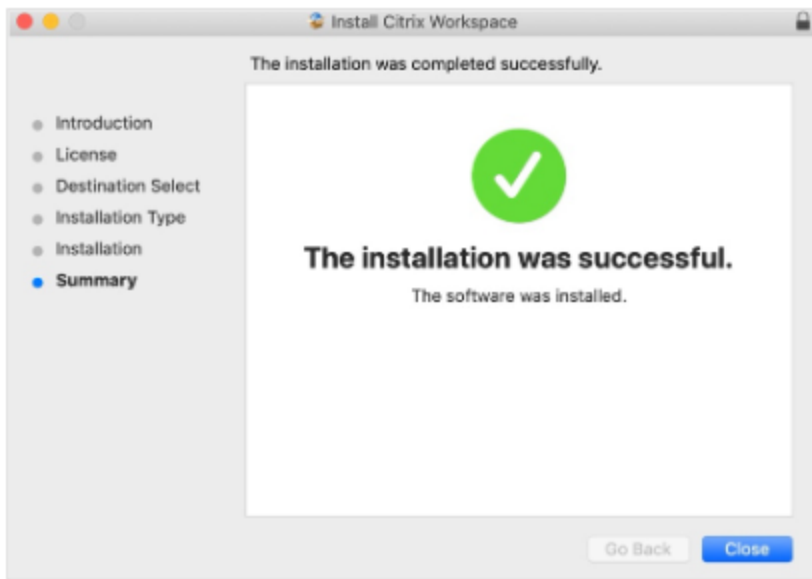 Install Citrix Workspace
The installation was completed successfully.
Introduction
License
Destination Select
Installation Type
Installation
Summary
The installation was successful.
The software was installed.
Go Back
Close